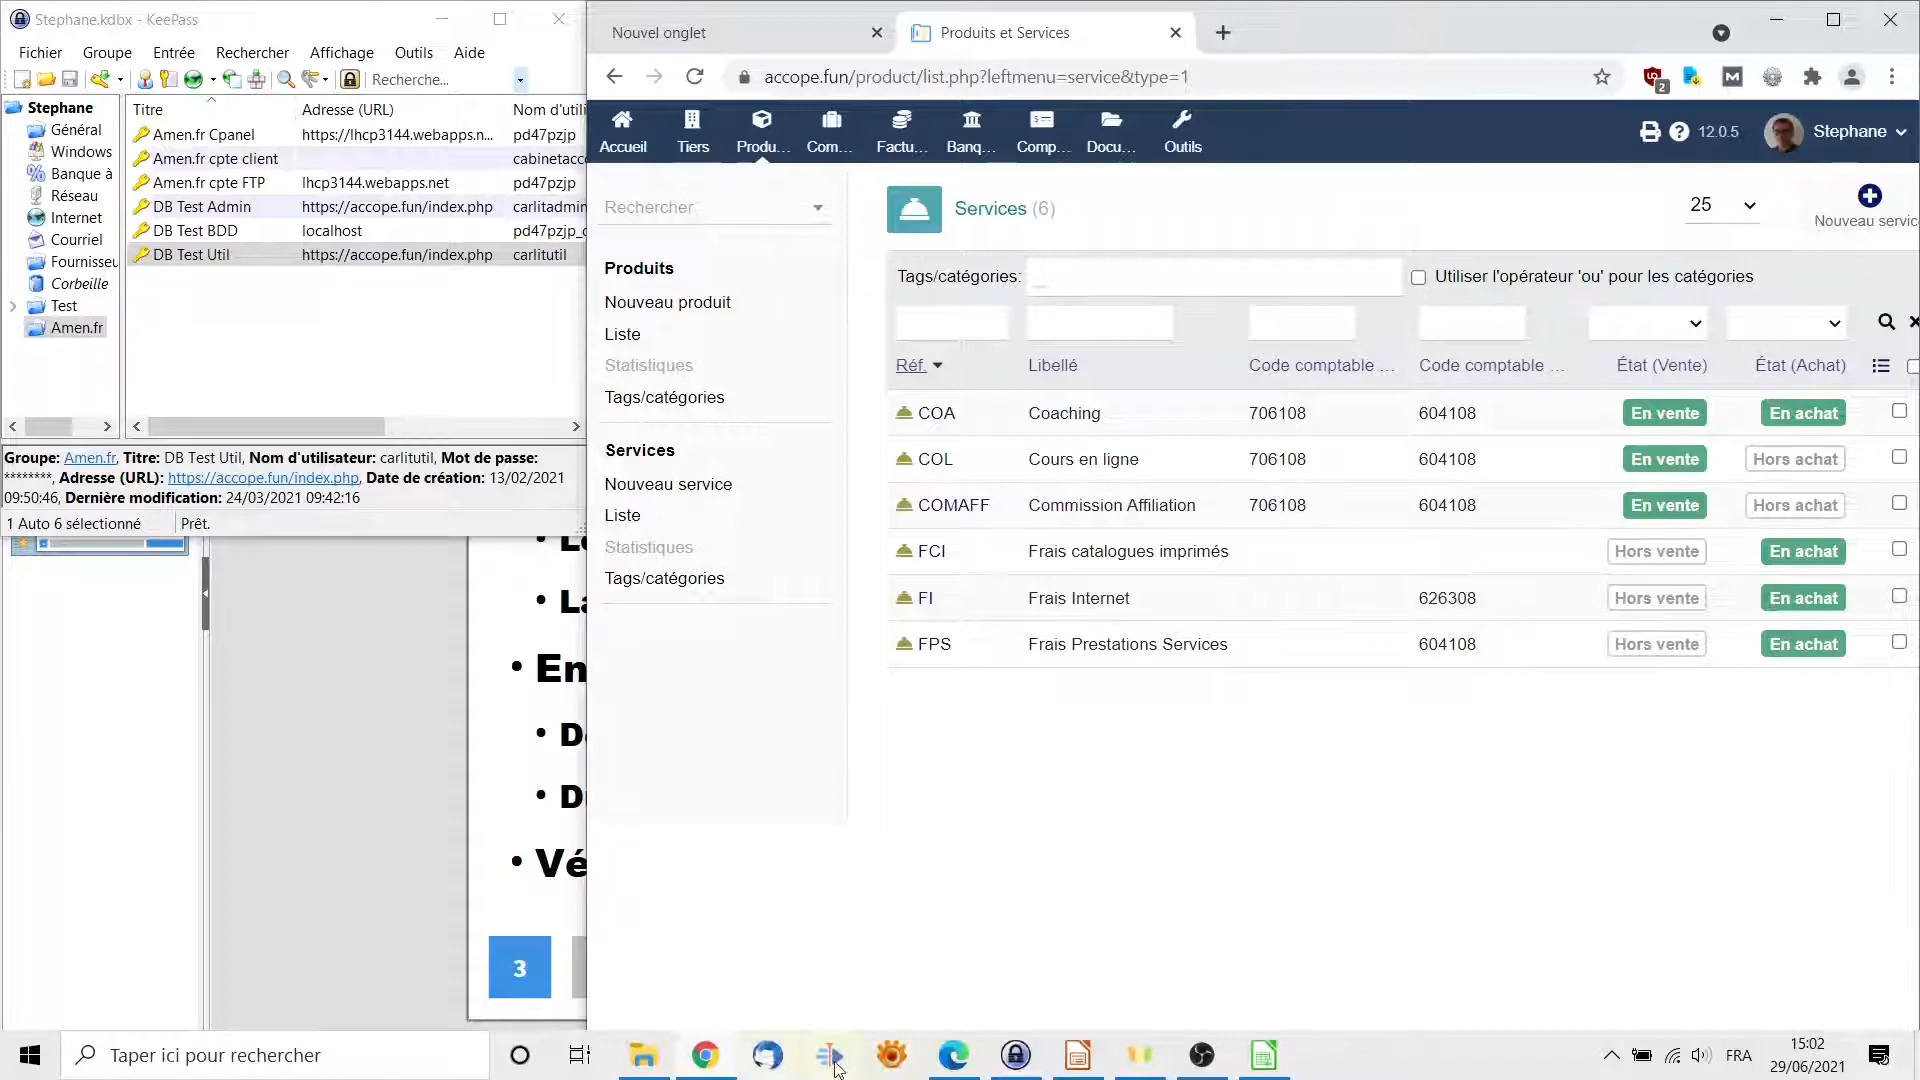 Stephane.kdbx - KeePass
Fichier Groupe Entrée Rechercher Affichage Outils Aide
Recherche...
Stephane
Général
Windows
Banque à
Réseau
Internet
Courriel
Fournisseu
Corbeille
Test
Amen.fr
Titre Adresse (URL) Nom d'utili
Amen.fr Cpanel https://lhcp3144.webapps.n... pd47pzjp
Amen.fr cpte client cabinetacc
Amen.fr cpte FTP lhcp3144.webapps.net pd47pzjp
DB Test Admin https://accope.fun/index.php carlitadmin
DB Test BDD localhost pd47pzjp_c
DB Test Util https://accope.fun/index.php carlitutil
Groupe: Amen.fr, Titre: DB Test Util, Nom d'utilisateur: carlitutil, Mot de passe:
********, Adresse (URL): https://accope.fun/index.php, Date de création: 13/02/2021
09:50:46, Dernière modification: 24/03/2021 09:42:16
1 Auto 6 sélectionné Prêt.
• La
• En
• Vé
3
Nouvel onglet
Produits et Services
accope.fun/product/list.php?leftmenu=service&type=1
2
Accueil Tiers Produ... Com... Factu... Banq... Comp... Docu... Outils
12.0.5 Stephane
Rechercher
Produits
Nouveau produit
Liste
Statistiques
Tags/catégories
Services
Nouveau service
Liste
Statistiques
Tags/catégories
Services (6)
25
Nouveau servic
Tags/catégories: Utiliser l'opérateur 'ou' pour les catégories
Réf. Libellé Code comptable ... Code comptable ... État (Vente) État (Achat)
COA Coaching 706108 604108 En vente En achat
COL Cours en ligne 706108 604108 En vente Hors achat
COMAFF Commission Affiliation 706108 604108 En vente Hors achat
FCI Frais catalogues imprimés Hors vente En achat
FI Frais Internet 626308 Hors vente En achat
FPS Frais Prestations Services 604108 Hors vente En achat
Taper ici pour rechercher
FRA
15:02
29/06/2021